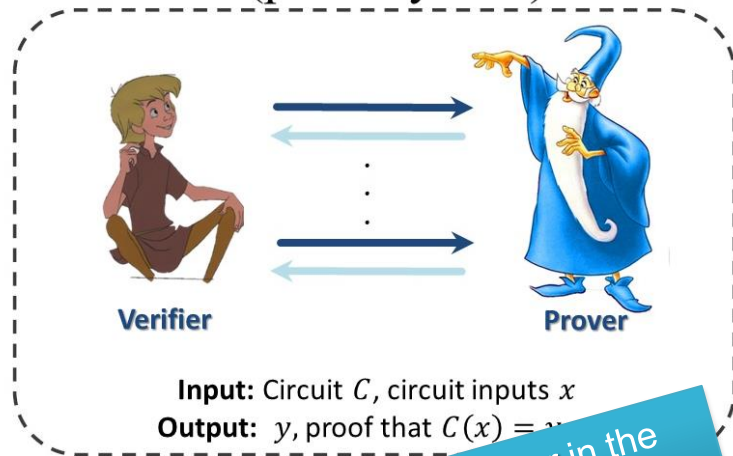 Verifier
Prover
Input: Circuit C, circuit inputs x
Output: y, proof that C(x) =
in the